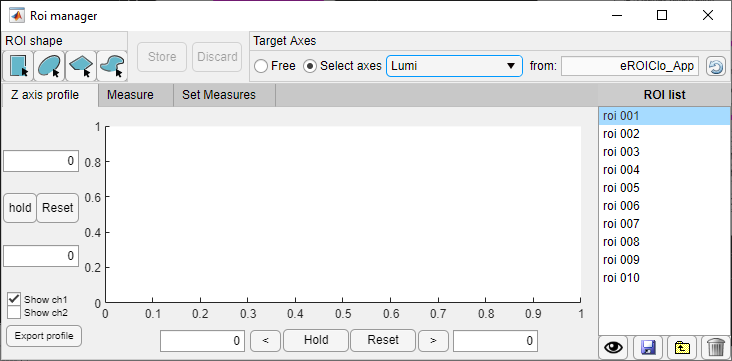 Roi manager
ROI shape
Store
Discard
Target Axes
Free
Select axes
Lumi
from:
eROIClo_App
Z axis profile
Measure
Set Measures
ROI list
roi 001
roi 002
roi 003
roi 004
roi 005
roi 006
roi 007
roi 008
roi 009
roi 010
0
hold
Reset
0
Show ch1
Show ch2
Export profile
1
0.8
0.6
0.4
0.2
0
0 0.1 0.2 0.3 0.4 0.5 0.6 0.7 0.8 0.9 1
0
<
Hold
Reset
>
0